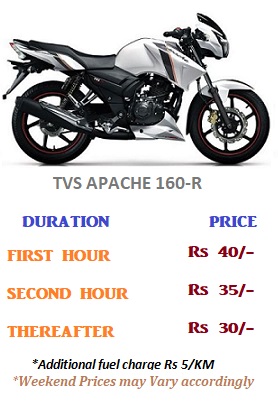 TVS APACHE 160-R
DURATION PRICE
FIRST HOUR Rs 40/-
SECOND HOUR Rs 35/-
THEREAFTER Rs 30/-
*Additional fuel charge Rs 5/KM
*Weekend Prices may Vary accordingly